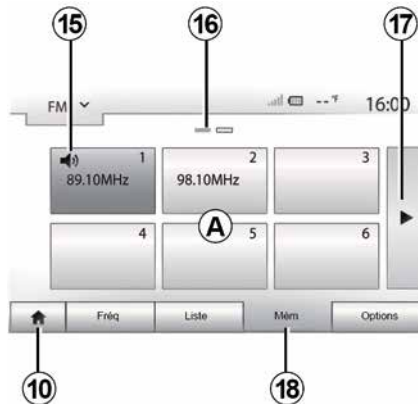 15 16 17
FM --°F 16:00
1 2 3
89.10MHz 98.10MHz
A
4 5 6
Fréq Liste Mém Options
10 18